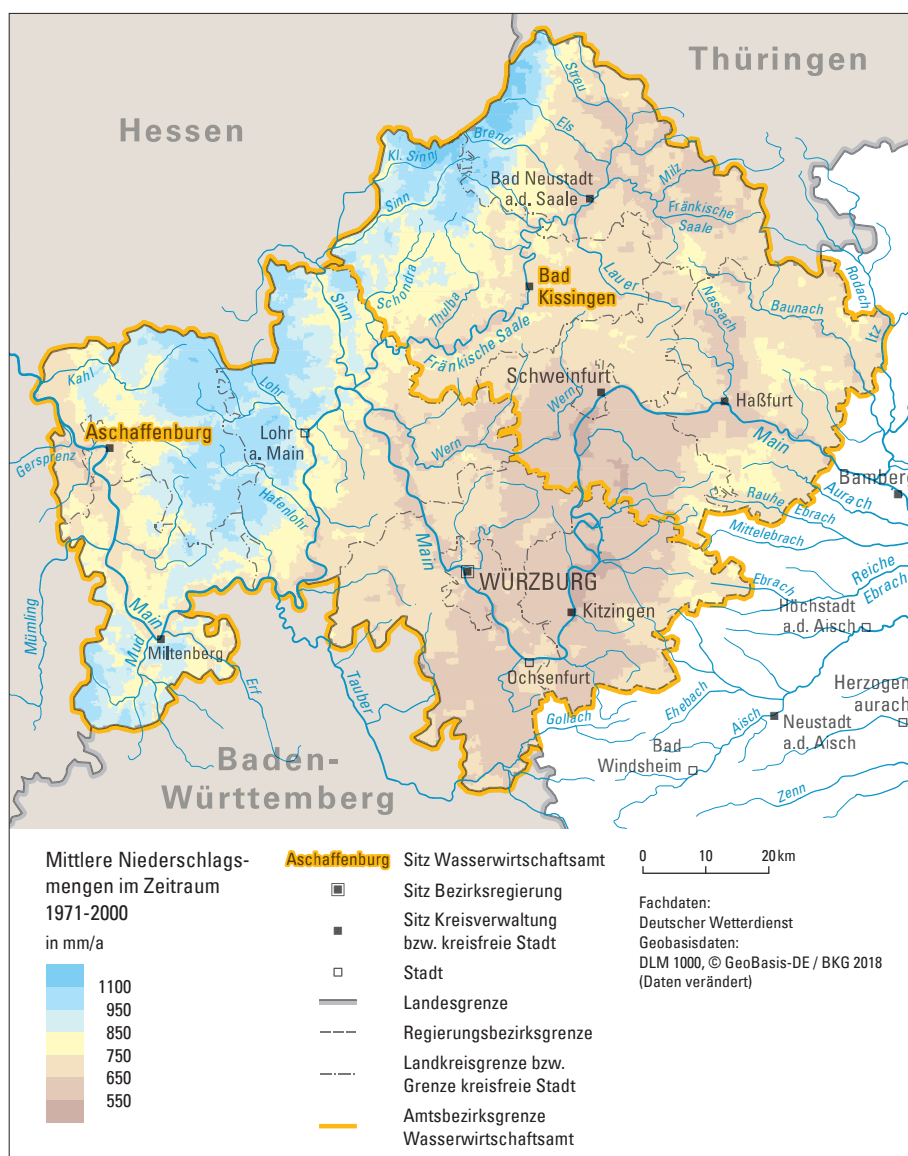 Thüringen
Hessen
Streu
Els
Brend
Kl. Sinn
Milz
Bad Neustadt
a.d. Saale
Sinn
Fränkische
Saale
Schondra
Sinn
Thulba
Bad
Kissingen
Lauer
Nassach
Baunach
Rodach
Itz
Fränkische Saale
Kahl
Schweinfurt
Wern
Haßfurt
Lohr
Lohr
a. Main
Aschaffenburg
Gersprenz
Wern
Main
Bamberg
Hafenlohr
Aurach
Rauhe Ebrach
Mittelebrach
Main
WÜRZBURG
Ebrach
Reiche
Ebrach
Höchstadt
a.d. Aisch
Kitzingen
Mümling
Main
Mud
Miltenberg
Erf
Tauber
Ochsenfurt
Gollach
Ehebach
Aisch
Herzogen-
aurach
Neustadt
a.d. Aisch
Bad
Windsheim
Zenn
Baden-
Württemberg
Mittlere Niederschlags-
mengen im Zeitraum
1971-2000
in mm/a
1100
950
850
750
650
550
Aschaffenburg Sitz Wasserwirtschaftsamt
Sitz Bezirksregierung
Sitz Kreisverwaltung
bzw. kreisfreie Stadt
Stadt
Landesgrenze
Regierungsbezirksgrenze
Landkreisgrenze bzw.
Grenze kreisfreie Stadt
Amtsbezirksgrenze
Wasserwirtschaftsamt
0 10 20 km
Fachdaten:
Deutscher Wetterdienst
Geobasisdaten:
DLM 1000, © GeoBasis-DE / BKG 2018
(Daten verändert)